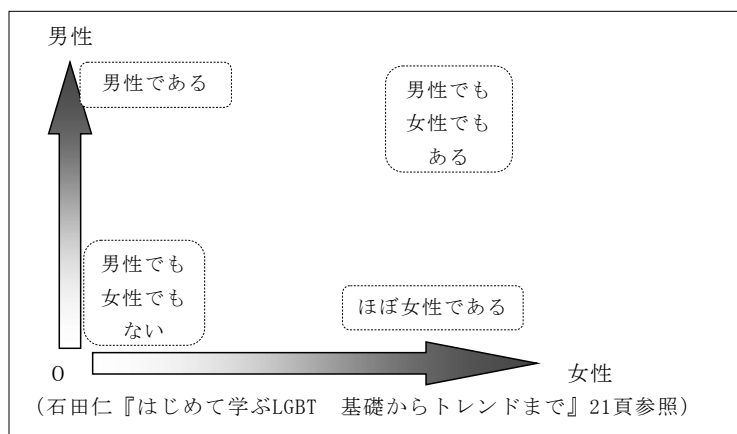 男性
男性である
男性でも
女性でも
ある
男性でも
女性でも
ない
ほぼ女性である
0
女性
（石田仁『はじめて学ぶLGBT　基礎からトレンドまで』21頁参照）